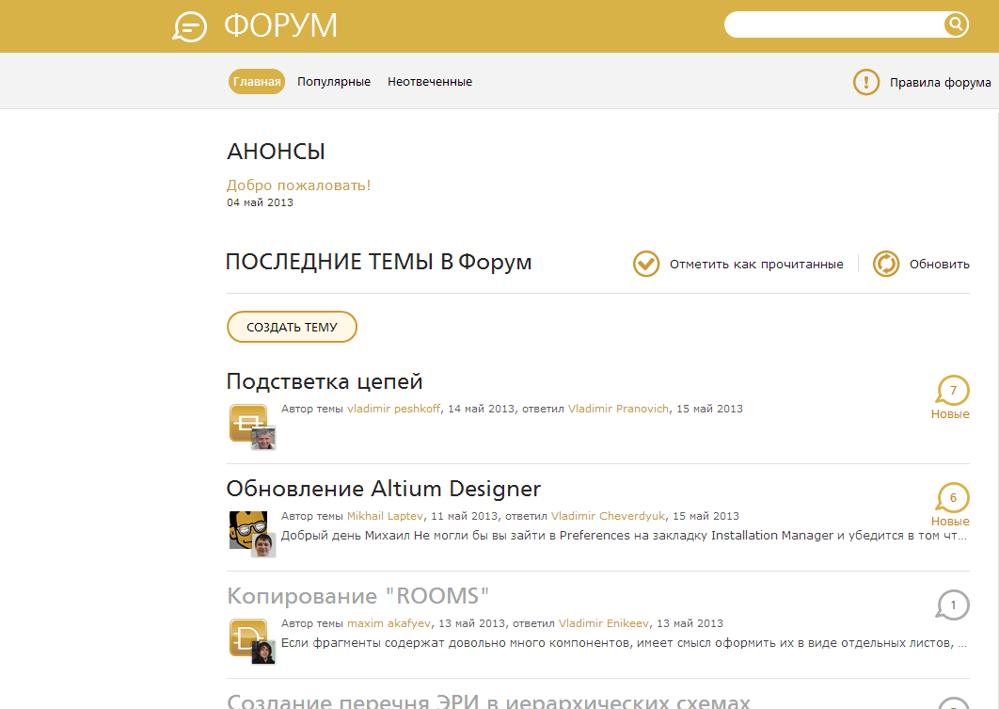 ФОРУМ
Главная Популярные Неотвеченные Правила форума
АНОНСЫ
Добро пожаловать!
04 май 2013
ПОСЛЕДНИЕ ТЕМЫ В Форум Отметить как прочитанные Обновить
СОЗДАТЬ ТЕМУ
Подстветка цепей
7
Автор темы vladimir peshkoff, 14 май 2013, ответил Vladimir Pranovich, 15 май 2013
Новые
Обновление Altium Designer
6
Автор темы Mikhail Laptev, 11 май 2013, ответил Vladimir Cheverdyuk, 15 май 2013
Новые
Добрый день Михаил Не могли бы вы зайти в Preferences на закладку Installation Manager и убедится в том чт...
Копирование "ROOMS"
1
Автор темы maxim akafyev, 13 май 2013, ответил Vladimir Enikeev, 13 май 2013
Если фрагменты содержат довольно много компонентов, имеет смысл оформить их в виде отдельных листов, ...
Создание перечня ЭРИ в иерархических схемах